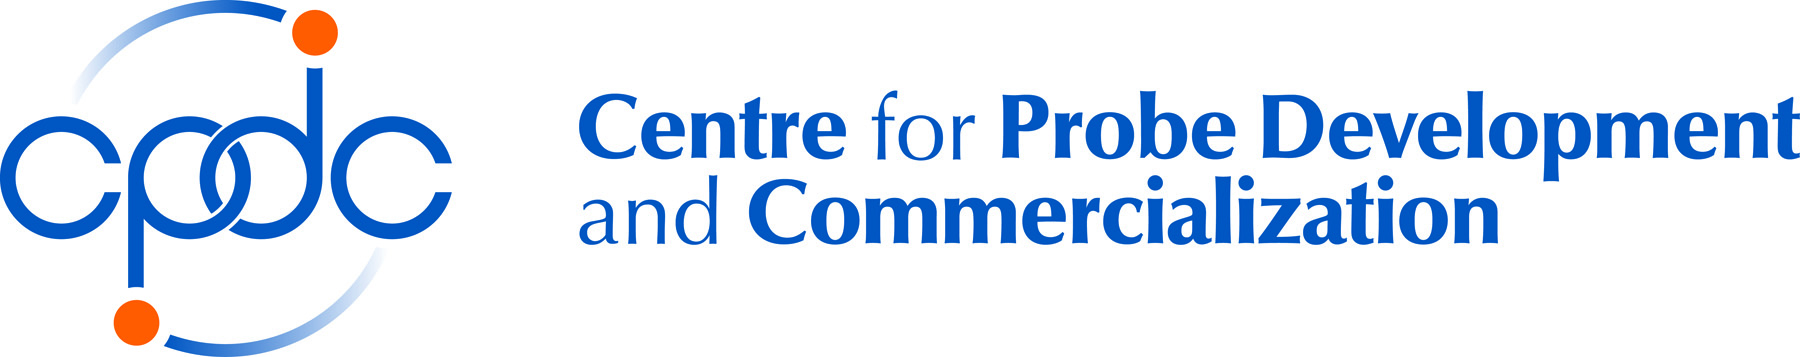 cpdc
Centre for Probe Development
and Commercialization